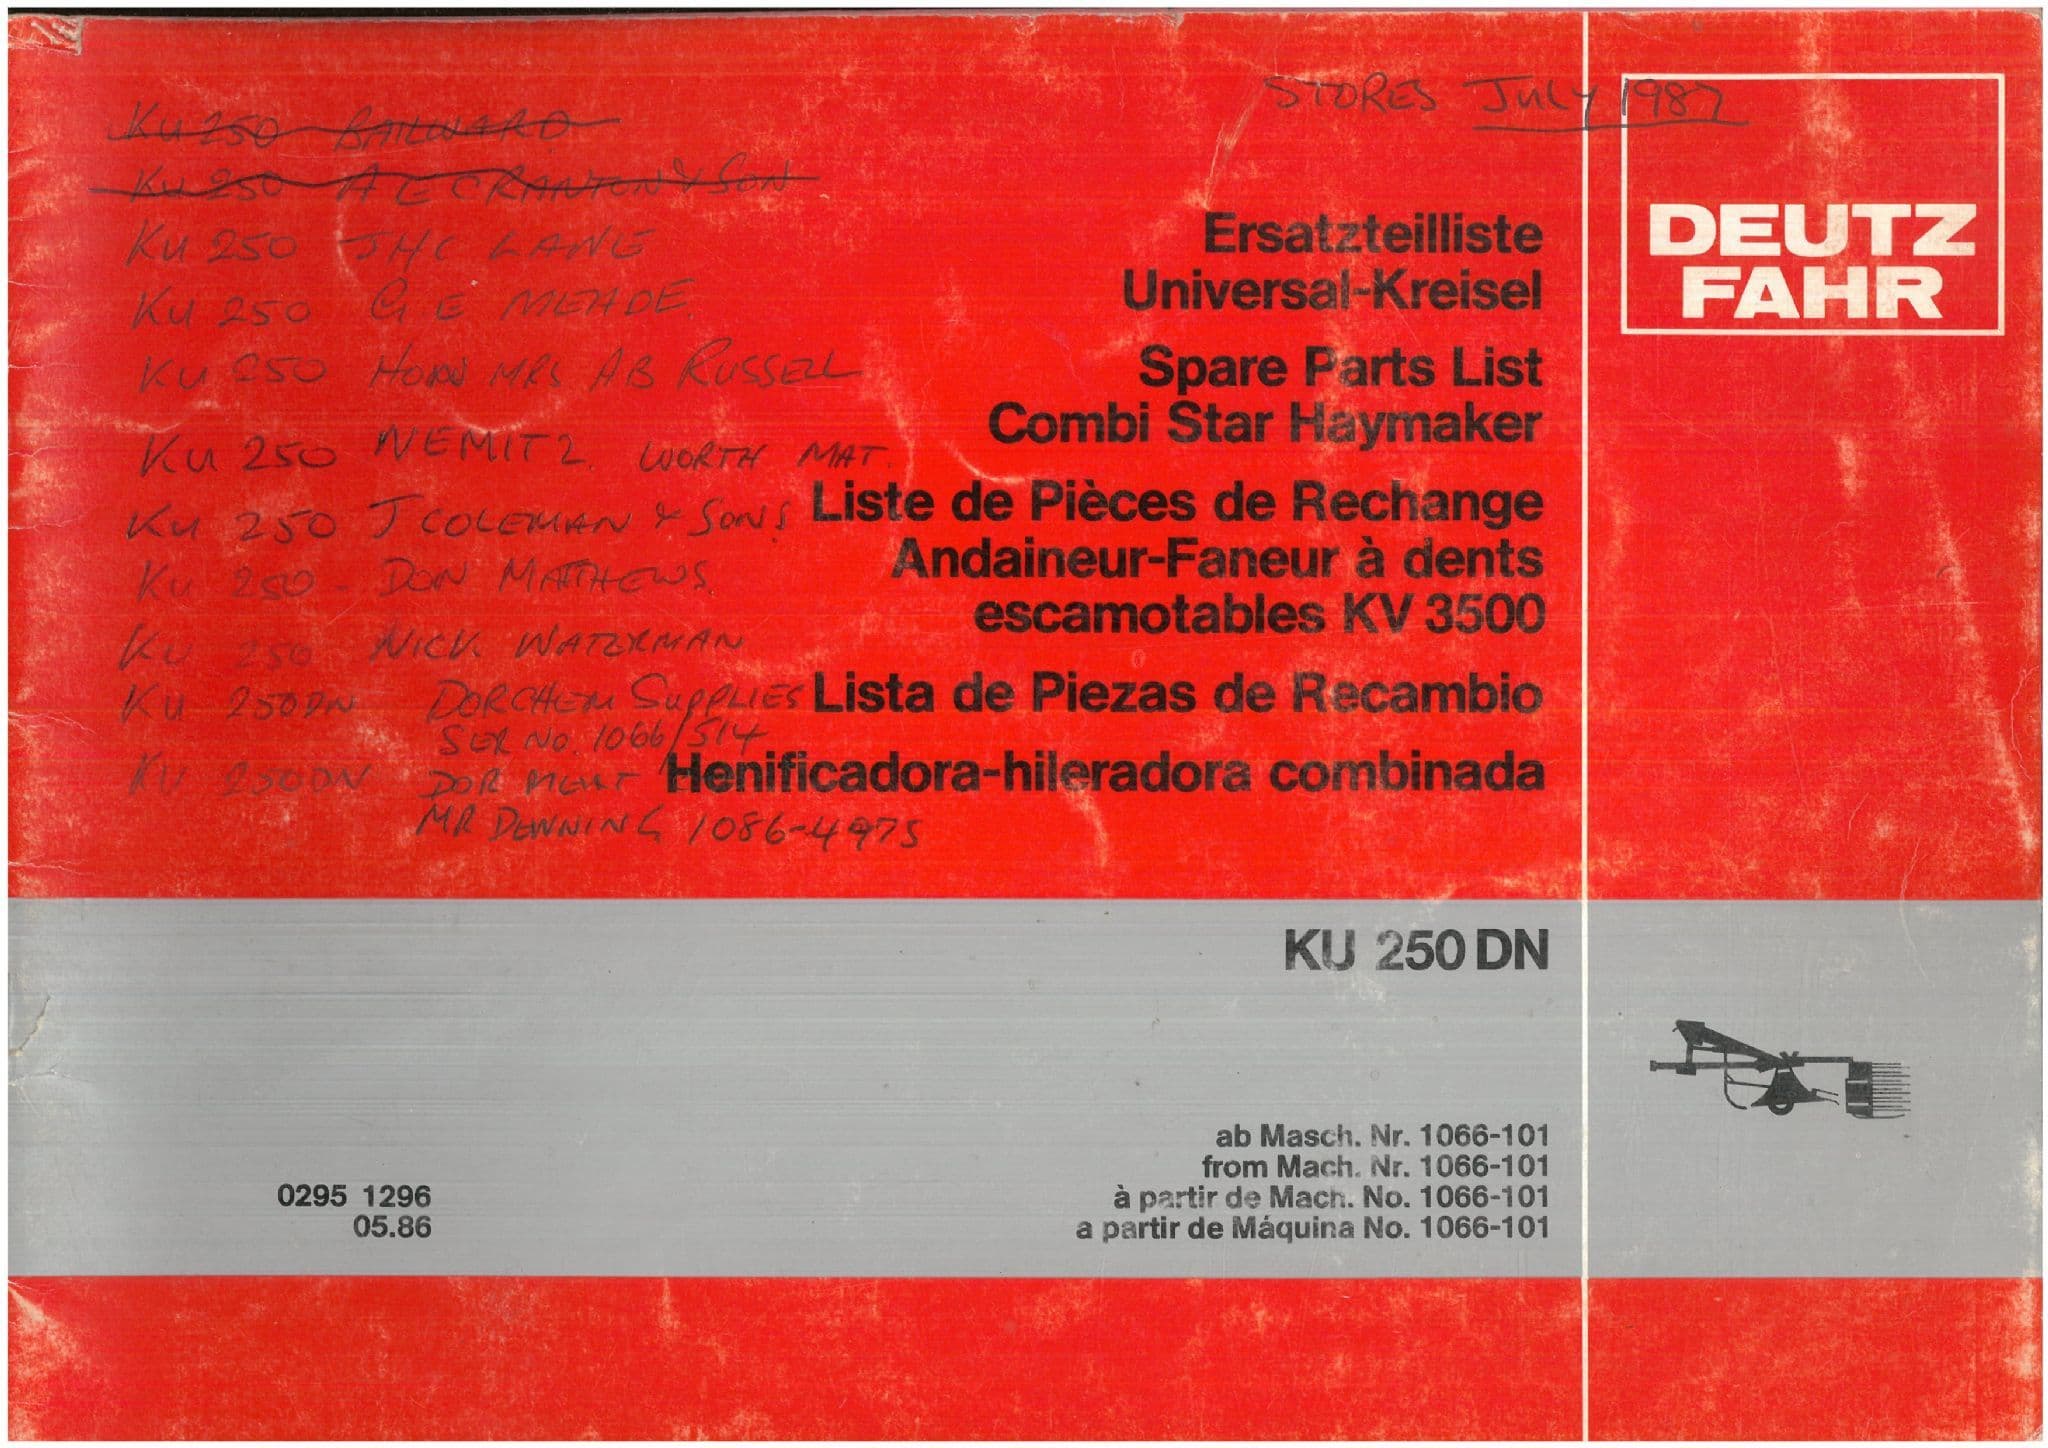 STORES JULY 1987
KU 250 BAILWARD
KU 250 A E CRANTON & SON
KU 250 JHC LANE
KU 250 G.E MEADE.
KU 250 HONN MRS AB RUSSELL
KU 250 NEMITZ. WORTH MAT.
KU 250 J COLEMAN & SONS
KU 250 - DON MATTHEWS.
KU 250 NICK WATERMAN
KU 250DN DORCHEM SUPPLIES
SER NO. 1066/514
KU 250DN DOR
MR DENNING 1086-4975
Ersatzteilliste
Universal-Kreisel
Spare Parts List
Combi Star Haymaker
Liste de Pièces de Rechange
Andaineur-Faneur à dents
escamotables KV 3500
Lista de Piezas de Recambio
Henificadora-hileradora combinada
DEUTZ
FAHR
KU 250 DN
ab Masch. Nr. 1066-101
from Mach. Nr. 1066-101
à partir de Mach. No. 1066-101
a partir de Máquina No. 1066-101
0295 1296
05.86